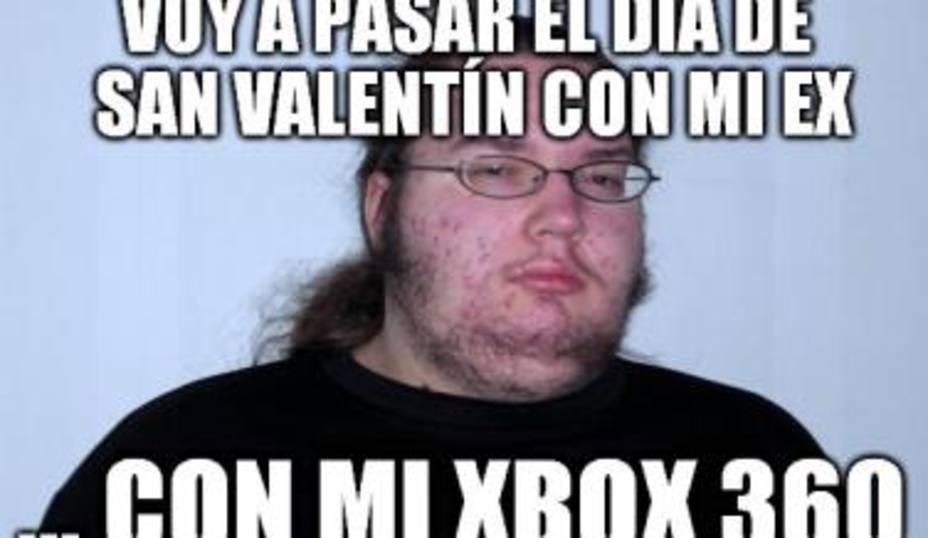 VOY A PASAR EL DÍA DE
SAN VALENTÍN CON MI EX
... CON MI XBOX 360